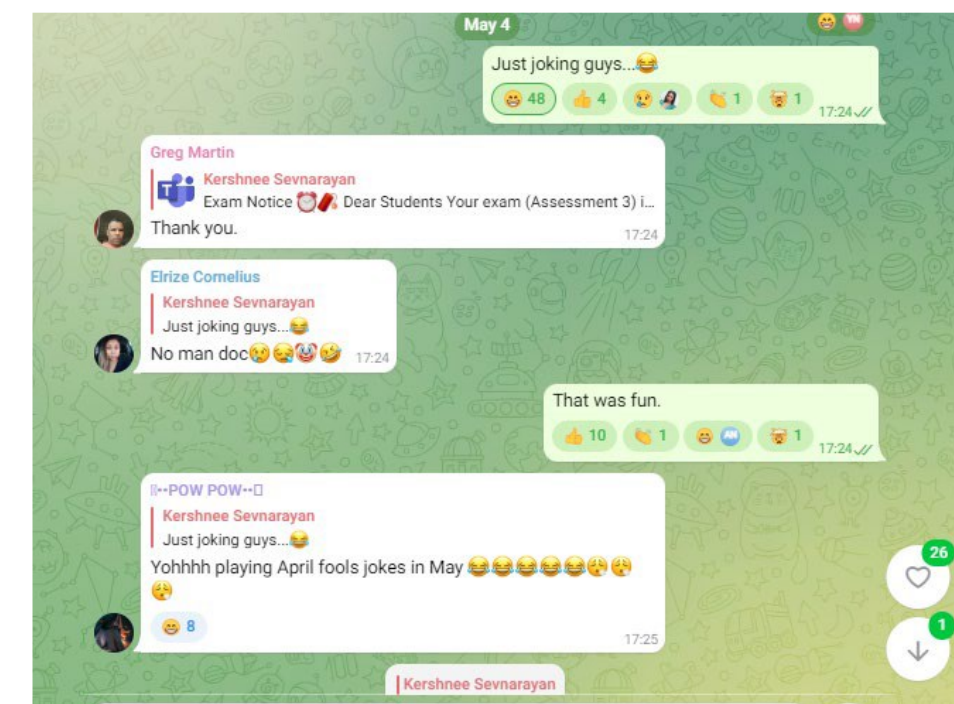 May 4
YN
Just joking guys...😂
😁 48 👍 4 😢 👏 1 🤯 1
17:24
Greg Martin
Kershnee Sevnarayan
Exam Notice ⏰🧨 Dear Students Your exam (Assessment 3) i...
Thank you.
17:24
Elrize Cornelius
Kershnee Sevnarayan
Just joking guys...😂
No man doc😢😪🤡🤣 17:24
That was fun.
👍 10 👏 1 😁 AN 🤯 1
17:24
▯··POW POW··▯
Kershnee Sevnarayan
Just joking guys...😂
Yohhhh playing April fools jokes in May 😂😂😂😂😂😮‍💨😮‍💨
😮‍💨
😁 8
17:25
26
1
Kershnee Sevnarayan